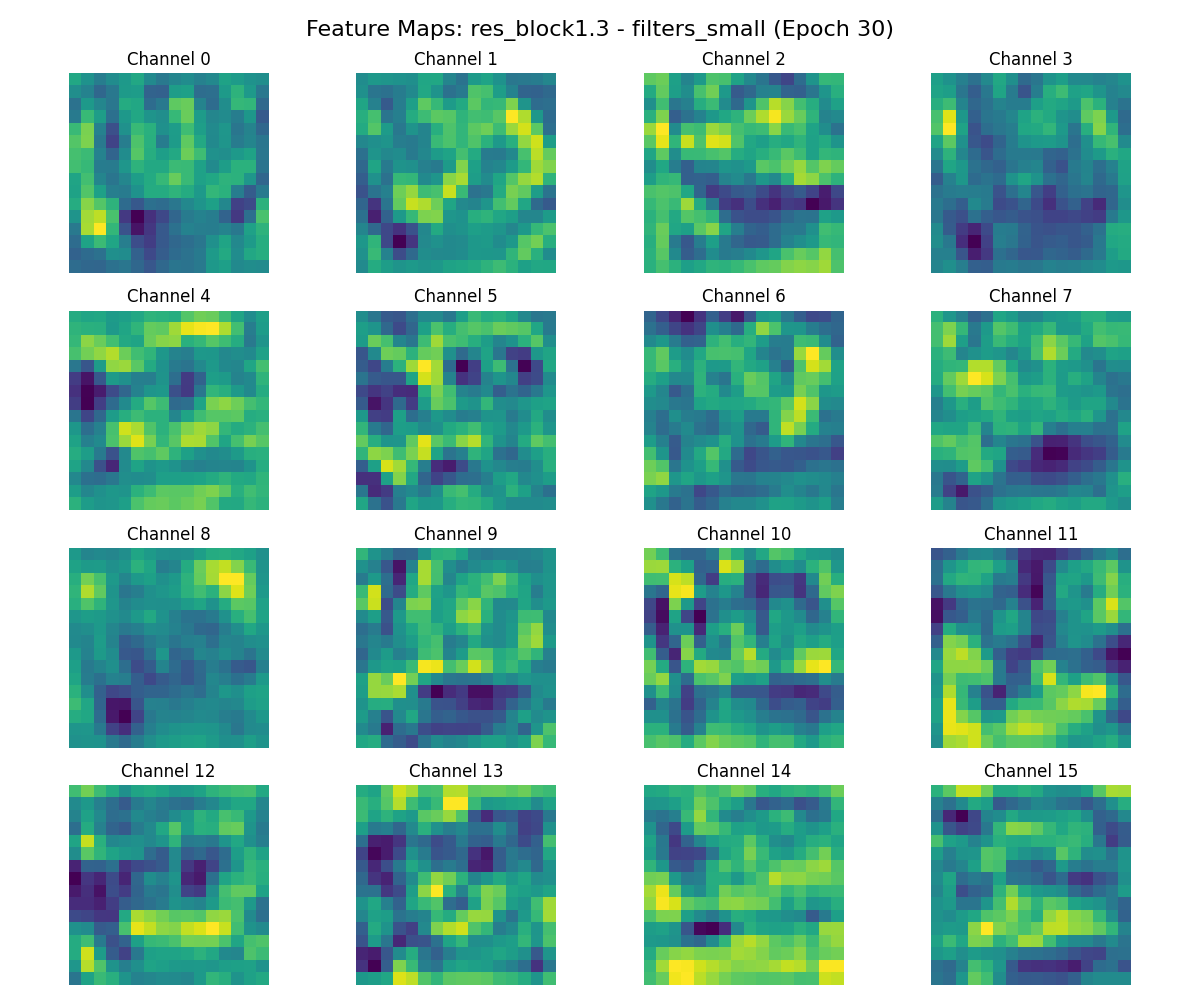 Feature Maps: res_block1.3 - filters_small (Epoch 30)
Channel 0 Channel 1 Channel 2 Channel 3
Channel 4 Channel 5 Channel 6 Channel 7
Channel 8 Channel 9 Channel 10 Channel 11
Channel 12 Channel 13 Channel 14 Channel 15